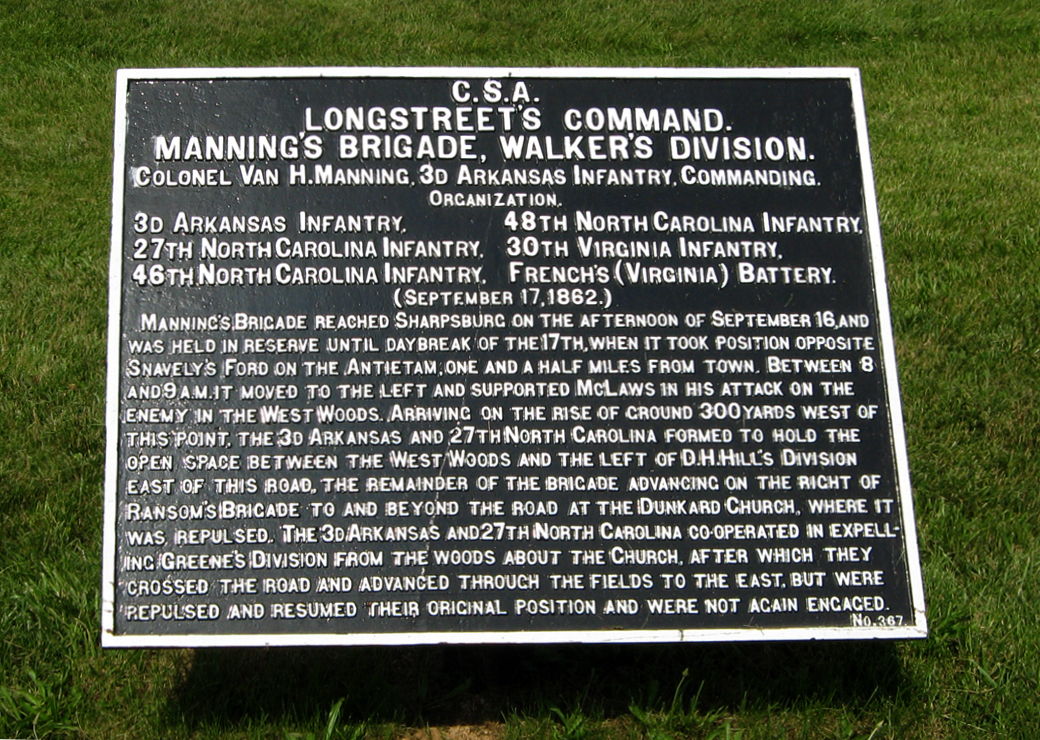 C.S.A.
LONGSTREET'S COMMAND.
MANNING'S BRIGADE, WALKER'S DIVISION.
COLONEL VAN H. MANNING, 3D ARKANSAS INFANTRY, COMMANDING.
ORGANIZATION.
3D ARKANSAS INFANTRY, 48TH NORTH CAROLINA INFANTRY,
27TH NORTH CAROLINA INFANTRY, 30TH VIRGINIA INFANTRY,
46TH NORTH CAROLINA INFANTRY, FRENCH'S (VIRGINIA) BATTERY.
(SEPTEMBER 17, 1862.)
MANNING'S BRIGADE REACHED SHARPSBURG ON THE AFTERNOON OF SEPTEMBER 16, AND
WAS HELD IN RESERVE UNTIL DAYBREAK OF THE 17TH, WHEN IT TOOK POSITION OPPOSITE
SNAVELY'S FORD ON THE ANTIETAM, ONE AND A HALF MILES FROM TOWN. BETWEEN 8
AND 9 A.M. IT MOVED TO THE LEFT AND SUPPORTED MCLAWS IN HIS ATTACK ON THE
ENEMY IN THE WEST WOODS. ARRIVING ON THE RISE OF GROUND 300 YARDS WEST OF
THIS POINT, THE 3D ARKANSAS AND 27TH NORTH CAROLINA FORMED TO HOLD THE
OPEN SPACE BETWEEN THE WEST WOODS AND THE LEFT OF D.H. HILL'S DIVISION
EAST OF THIS ROAD, THE REMAINDER OF THE BRIGADE ADVANCING ON THE RIGHT OF
RANSOM'S BRIGADE TO AND BEYOND THE ROAD AT THE DUNKARD CHURCH, WHERE IT
WAS REPULSED. THE 3D ARKANSAS AND 27TH NORTH CAROLINA CO-OPERATED IN EXPELL-
ING GREENE'S DIVISION FROM THE WOODS ABOUT THE CHURCH, AFTER WHICH THEY
CROSSED THE ROAD AND ADVANCED THROUGH THE FIELDS TO THE EAST, BUT WERE
REPULSED AND RESUMED THEIR ORIGINAL POSITION AND WERE NOT AGAIN ENGAGED.
NO. 367